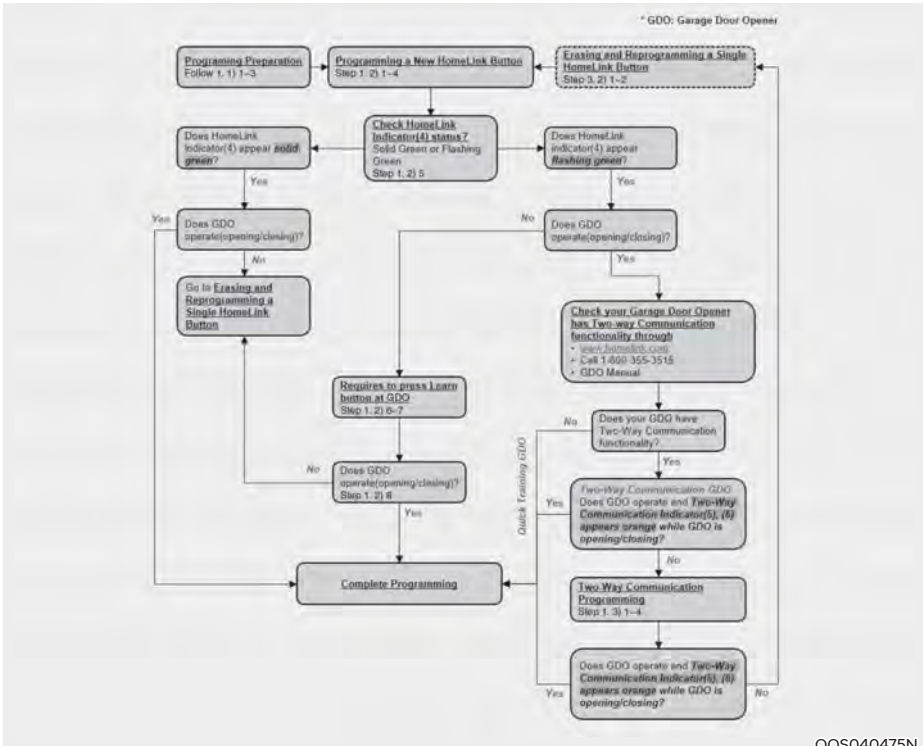 * GDO: Garage Door Opener
Programing Preparation
Follow 1. 1) 1~3
Programming a New HomeLink Button
Step 1. 2) 1~4
Erasing and Reprogramming a Single
HomeLink Button
Step 3. 2) 1~2
Does HomeLink
indicator(4) appear solid
green?
Check HomeLink
Indicator(4) status?
Solid Green or Flashing
Green
Step 1. 2) 5
Does HomeLink
indicator(4) appear
flashing green?
Yes
Yes
Yes
Does GDO
operate(opening/closing)?
No
No
Does GDO
operate(opening/closing)?
Yes
Go to Erasing and
Reprogramming a
Single HomeLink
Button
Check your Garage Door Opener
has Two-way Communication
functionality through
• www.homelink.com
• Call 1-800-355-3515
• GDO Manual
Requires to press Learn
button at GDO
Step 1. 2) 6~7
No
Does your GDO have
Two-Way Communication
functionality?
Yes
Quick Training GDO
No
Does GDO
operate(opening/closing)?
Step 1. 2) 8
Yes
Yes
Two-Way Communication GDO
Does GDO operate and Two-Way
Communication Indicator(5), (6)
appears orange while GDO is
opening/closing?
No
Complete Programming
Two Way Communication
Programming
Step 1. 3) 1~4
Yes
Does GDO operate and Two-Way
Communication Indicator(5), (6)
appears orange while GDO is
opening/closing?
No
OOS040475N